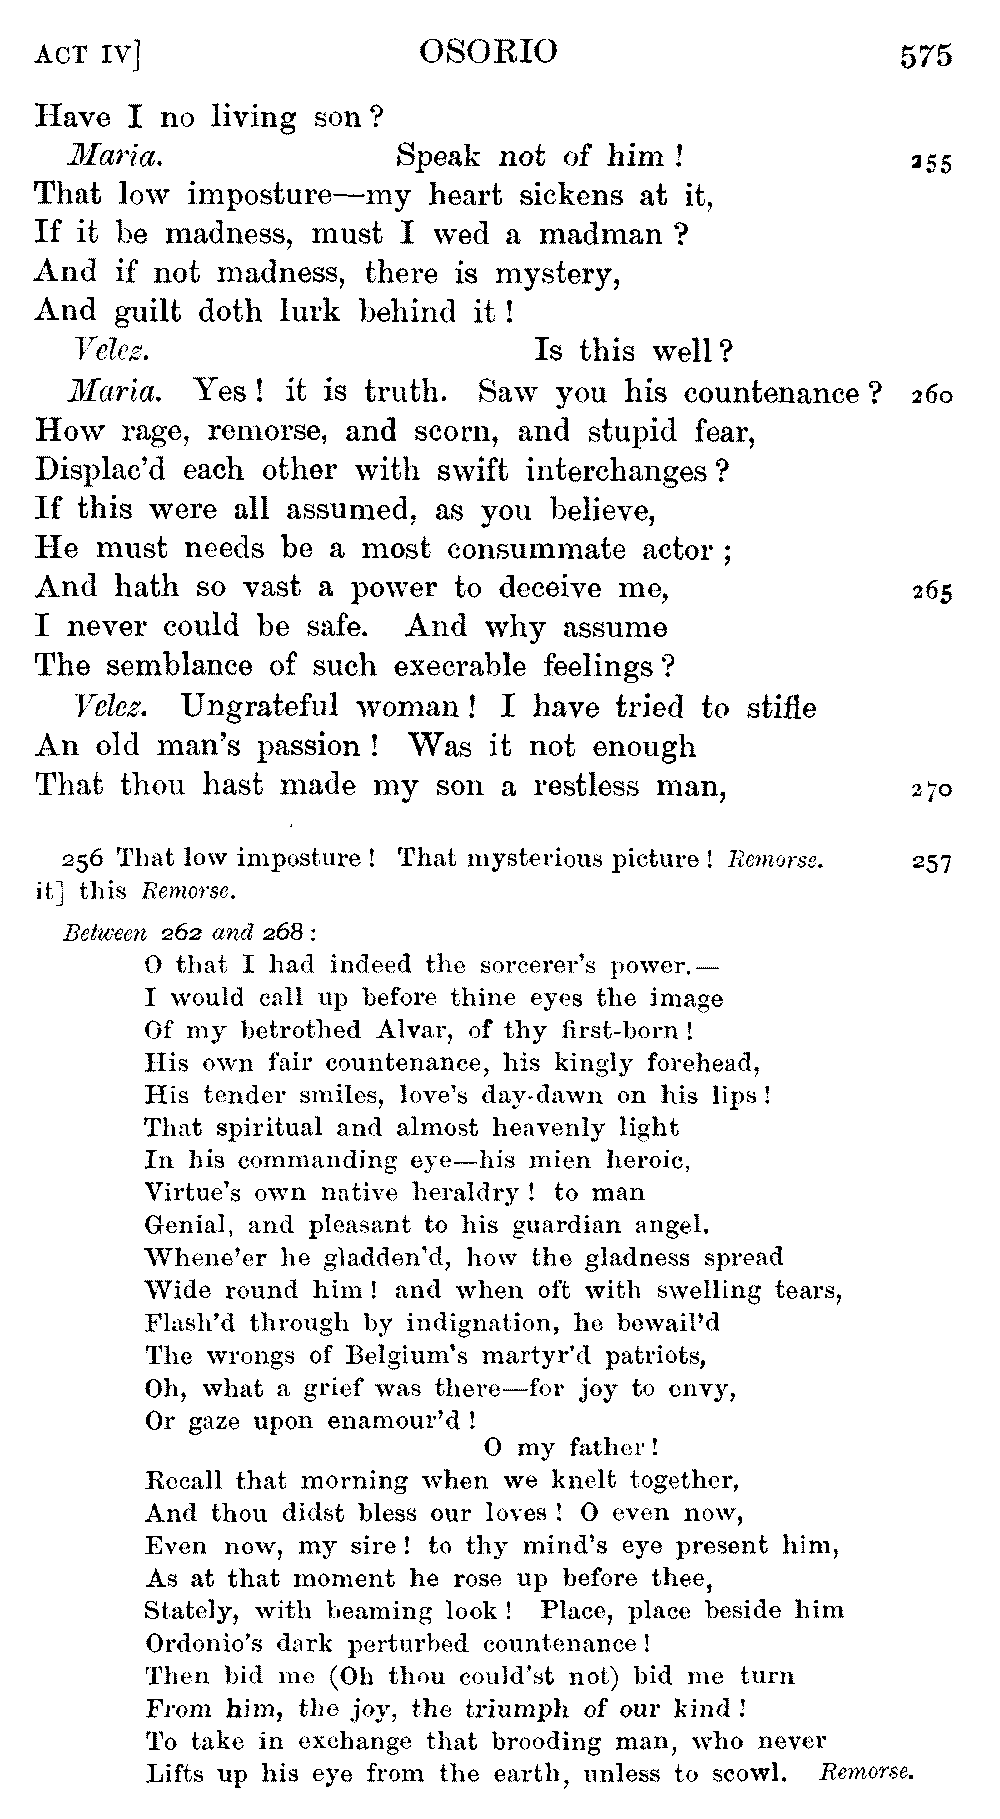 ACT IV] OSORIO 575
Have I no living son?
Maria. Speak not of him! 255
That low imposture—my heart sickens at it,
If it be madness, must I wed a madman?
And if not madness, there is mystery,
And guilt doth lurk behind it!
Velez. Is this well?
Maria. Yes! it is truth. Saw you his countenance? 260
How rage, remorse, and scorn, and stupid fear,
Displac'd each other with swift interchanges?
If this were all assumed, as you believe,
He must needs be a most consummate actor;
And hath so vast a power to deceive me, 265
I never could be safe. And why assume
The semblance of such execrable feelings?
Velez. Ungrateful woman! I have tried to stifle
An old man's passion! Was it not enough
That thou hast made my son a restless man, 270
256 That low imposture! That mysterious picture! Remorse. 257
it] this Remorse.
Between 262 and 268:
O that I had indeed the sorcerer's power.—
I would call up before thine eyes the image
Of my betrothed Alvar, of thy first-born!
His own fair countenance, his kingly forehead,
His tender smiles, love's day-dawn on his lips!
That spiritual and almost heavenly light
In his commanding eye—his mien heroic,
Virtue's own native heraldry! to man
Genial, and pleasant to his guardian angel.
Whene'er he gladden'd, how the gladness spread
Wide round him! and when oft with swelling tears,
Flash'd through by indignation, he bewail'd
The wrongs of Belgium's martyr'd patriots,
Oh, what a grief was there—for joy to envy,
Or gaze upon enamour'd!
O my father!
Recall that morning when we knelt together,
And thou didst bless our loves! O even now,
Even now, my sire! to thy mind's eye present him,
As at that moment he rose up before thee,
Stately, with beaming look! Place, place beside him
Ordonio's dark perturbed countenance!
Then bid me (Oh thou could'st not) bid me turn
From him, the joy, the triumph of our kind!
To take in exchange that brooding man, who never
Lifts up his eye from the earth, unless to scowl. Remorse.